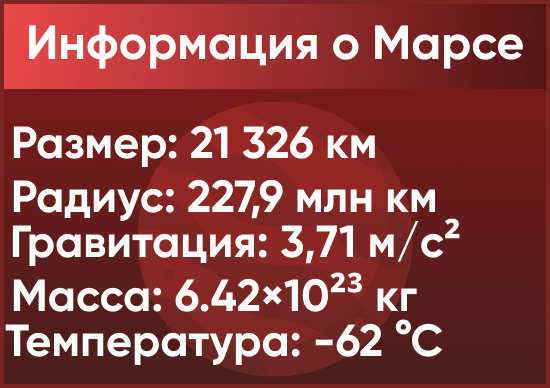 Информация о Марсе
Размер: 21 326 км
Радиус: 227,9 млн км
Гравитация: 3,71 м/с²
Масса: 6.42×10²³ кг
Температура: -62 °C